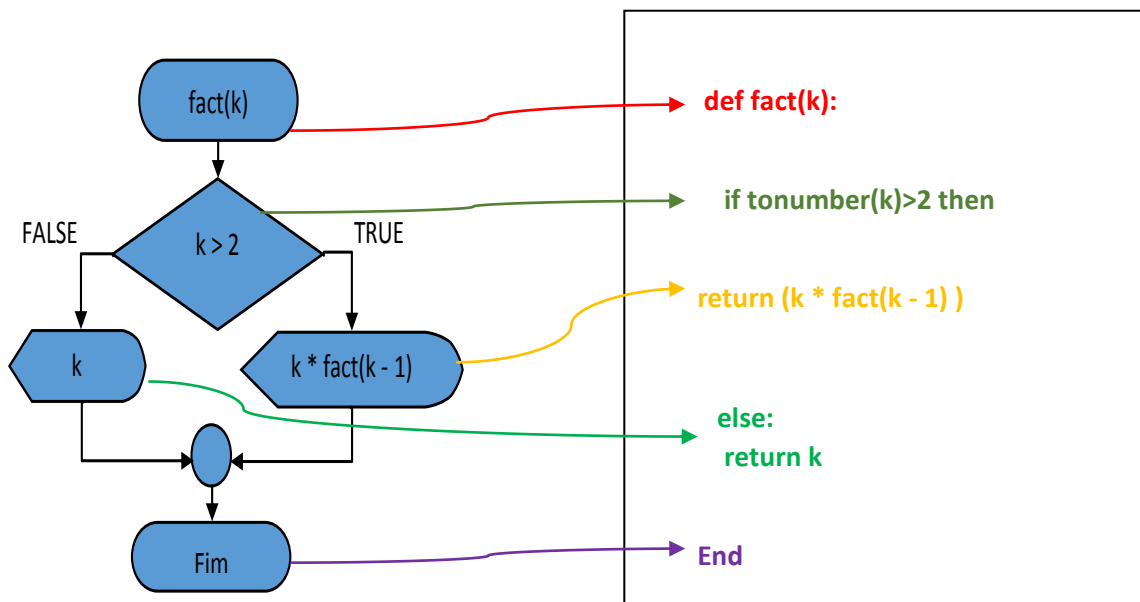 fact(k)
def fact(k):
if tonumber(k)>2 then
FALSE
TRUE
k > 2
return (k * fact(k - 1) )
k
k * fact(k - 1)
else:
return k
Fim
End